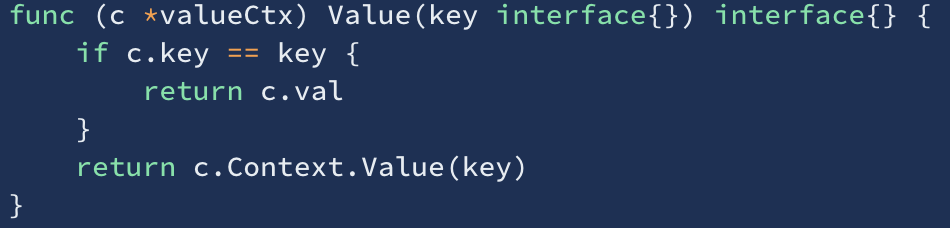 func (c *valueCtx) Value(key interface{}) interface{} {
    if c.key == key {
        return c.val
    }
    return c.Context.Value(key)
}